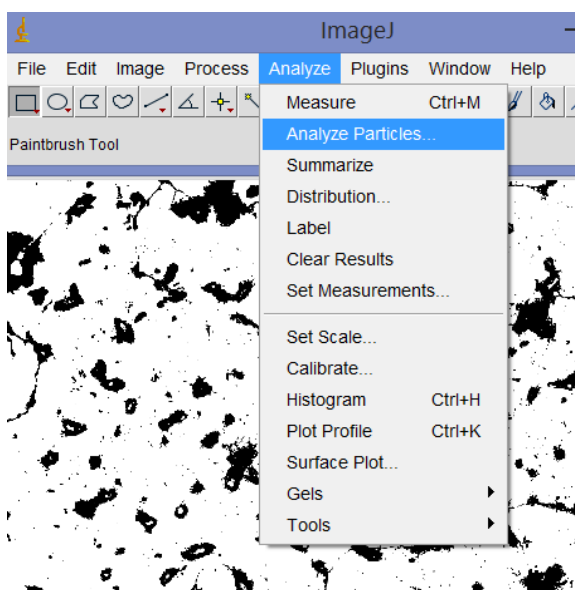 ImageJ
File Edit Image Process Analyze Plugins Window Help
Paintbrush Tool
Measure Ctrl+M
Analyze Particles...
Summarize
Distribution...
Label
Clear Results
Set Measurements...
Set Scale...
Calibrate...
Histogram Ctrl+H
Plot Profile Ctrl+K
Surface Plot...
Gels
Tools